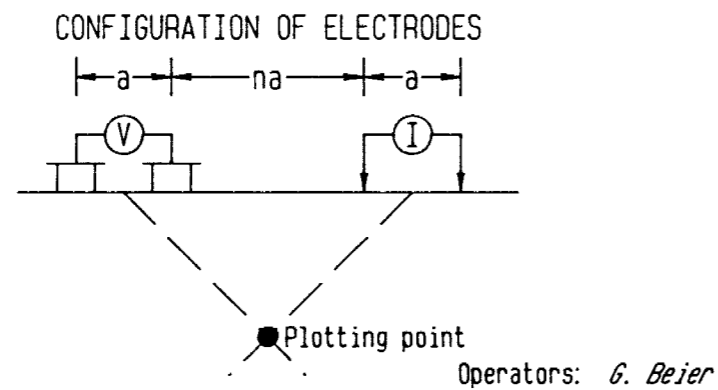 CONFIGURATION OF ELECTRODES
a na a
V I
Plotting point
Operators: G. Beier